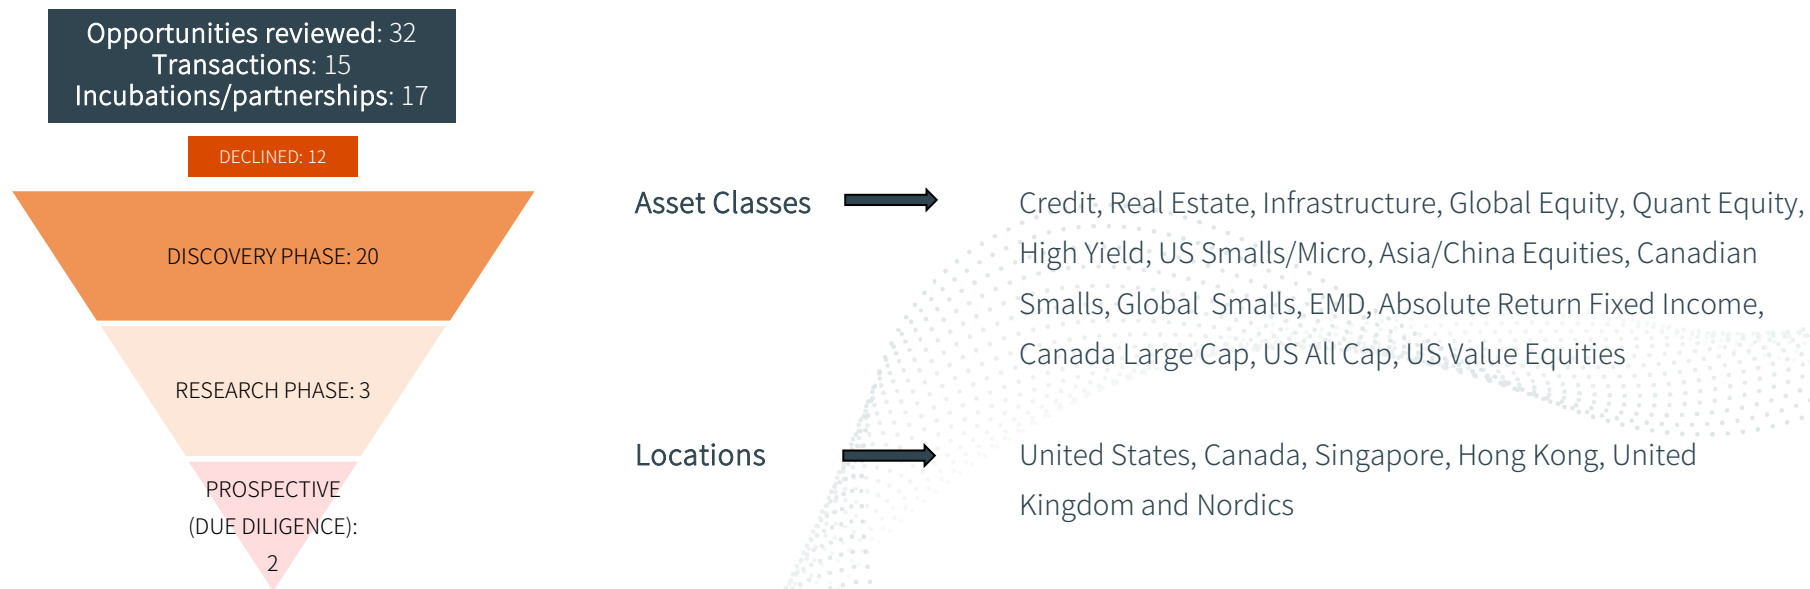 Opportunities reviewed: 32
Transactions: 15
Incubations/partnerships: 17
DECLINED: 12
DISCOVERY PHASE: 20
RESEARCH PHASE: 3
PROSPECTIVE
(DUE DILIGENCE):
2
Asset Classes
Credit, Real Estate, Infrastructure, Global Equity, Quant Equity,
High Yield, US Smalls/Micro, Asia/China Equities, Canadian
Smalls, Global Smalls, EMD, Absolute Return Fixed Income,
Canada Large Cap, US All Cap, US Value Equities
Locations
United States, Canada, Singapore, Hong Kong, United
Kingdom and Nordics